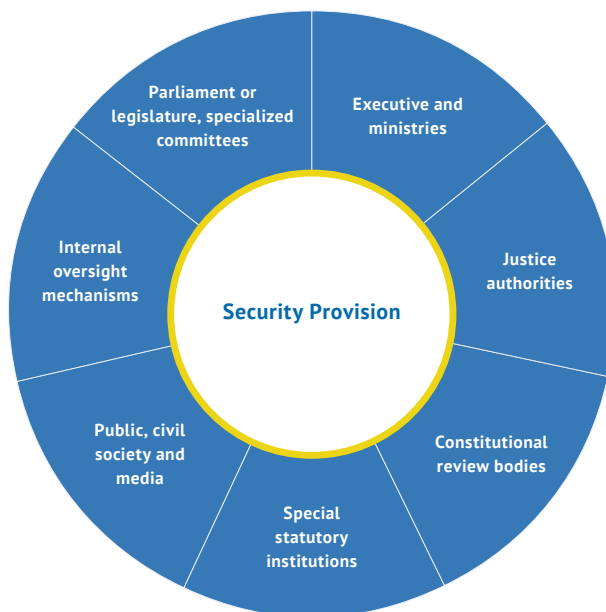 Parliament or
legislature, specialized
committees
Executive and
ministries
Internal
oversight
mechanisms
Security Provision
Justice
authorities
Public, civil
society and
media
Constitutional
review bodies
Special
statutory
institutions